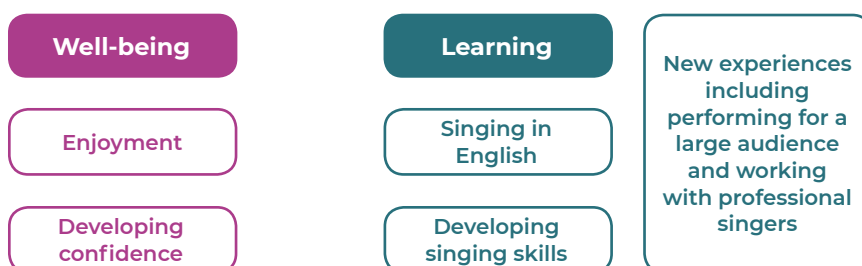 Well-being
Enjoyment
Developing
confidence
Learning
Singing in
English
Developing
singing skills
New experiences
including
performing for a
large audience
and working
with professional
singers